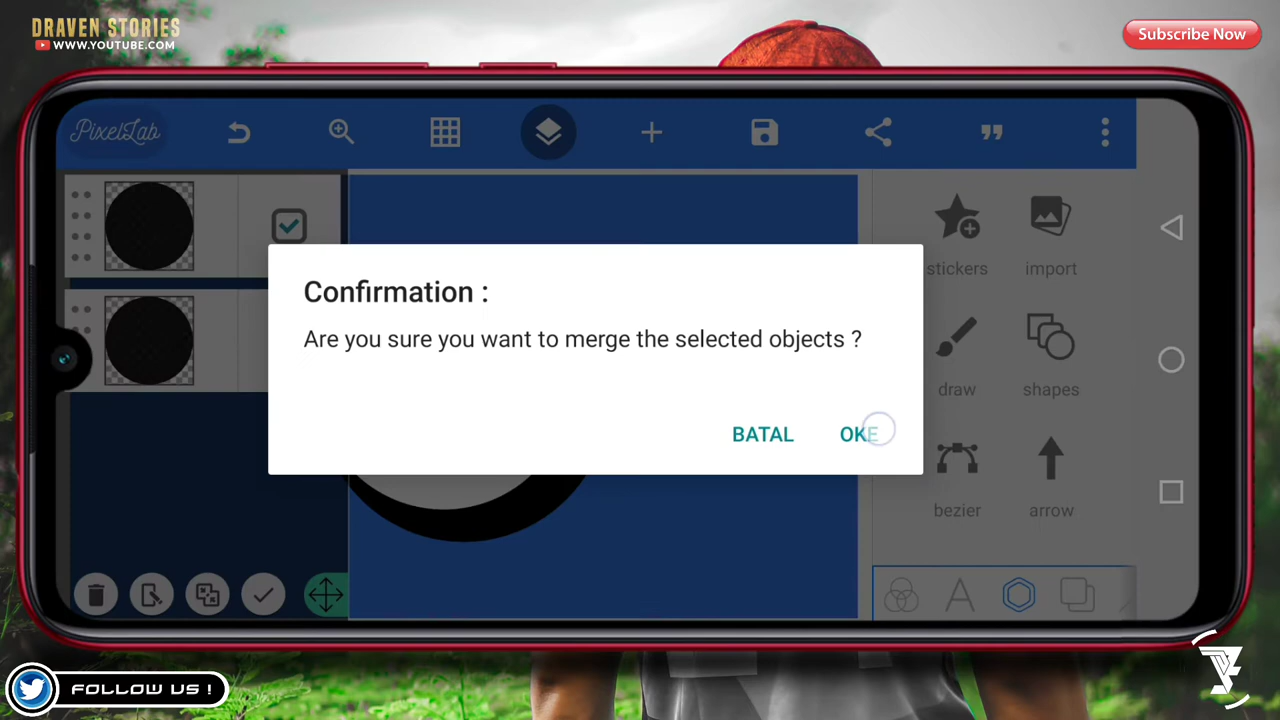 DRAVEN STORIES
WWW.YOUTUBE.COM
Subscribe Now
PixelLab
stickers
import
Confirmation :
Are you sure you want to merge the selected objects ?
draw
shapes
BATAL
OKE
bezier
arrow
FOLLOW US !